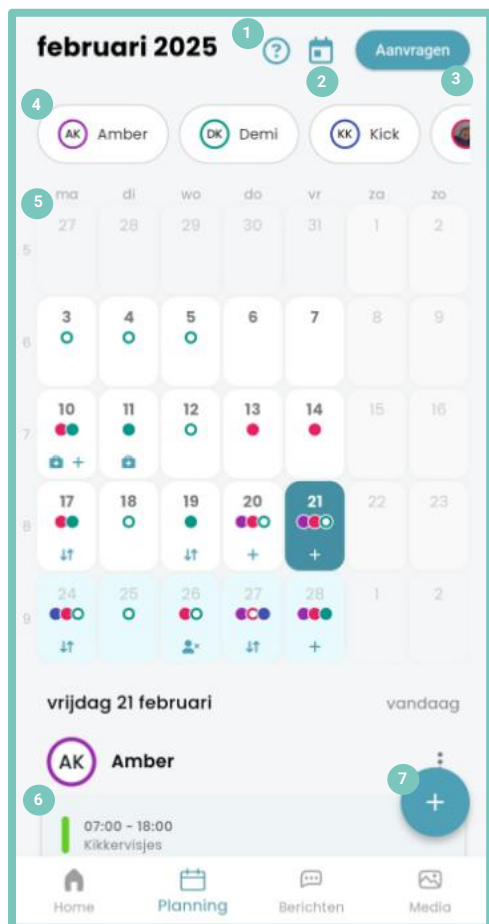 februari 2025
1
?
2
Aanvragen
3
4
AK Amber
DK Demi
KK Kick
5
ma di wo do vr za zo
5 27 28 29 30 31 1 2
6 3 4 5 6 7 8 9
7 10 11 12 13 14 15 16
+
8 17 18 19 20 21 22 23
+ +
9 24 25 26 27 28 1 2
+
vrijdag 21 februari vandaag
AK Amber
7
+
6
07:00 - 18:00
Kikkervisjes
Home Planning Berichten Media